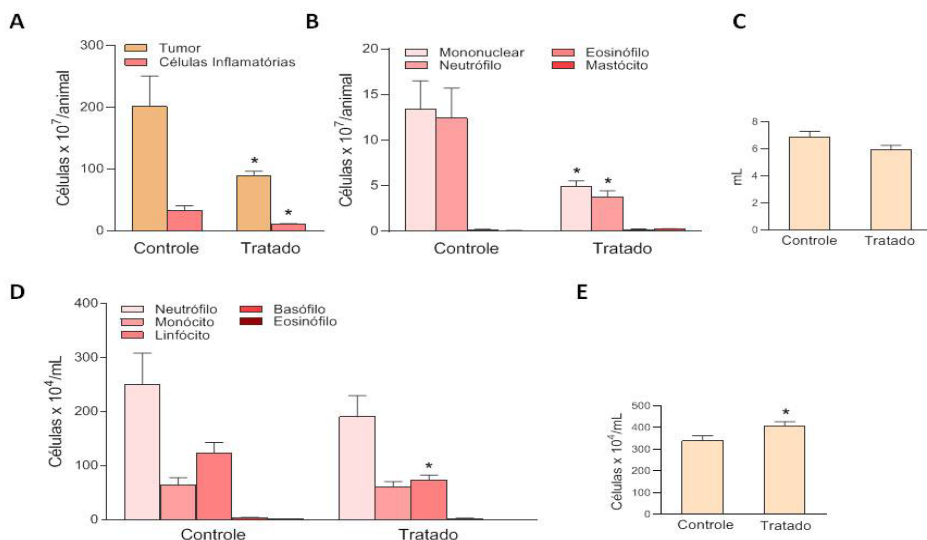 A
300
200
100
0
Células x 10⁷/animal
Tumor
Células Inflamatórias
*
*
Controle
Tratado
B
20
15
10
5
0
Células x 10⁷/animal
Mononuclear
Neutrófilo
Eosinófilo
Mastócito
*
*
Controle
Tratado
C
8
6
4
2
0
mL
Controle
Tratado
D
400
300
200
100
0
Células x 10⁴/mL
Neutrófilo
Monócito
Linfócito
Basófilo
Eosinófilo
*
Controle
Tratado
E
500
400
300
200
100
0
Células x 10⁴/mL
*
Controle
Tratado